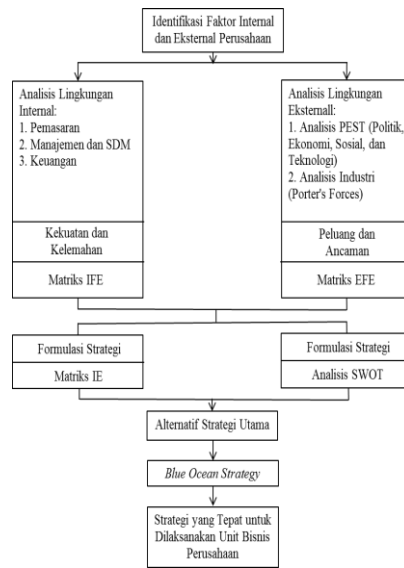 Identifikasi Faktor Internal
dan Eksternal Perusahaan
Analisis Lingkungan
Internal:
1. Pemasaran
2. Manajemen dan SDM
3. Keuangan
Kekuatan dan
Kelemahan
Matriks IFE
Analisis Lingkungan
Eksternall:
1. Analisis PEST (Politik,
Ekonomi, Sosial, dan
Teknologi)
2. Analisis Industri
(Porter's Forces)
Peluang dan
Ancaman
Matriks EFE
Formulasi Strategi
Matriks IE
Formulasi Strategi
Analisis SWOT
Alternatif Strategi Utama
Blue Ocean Strategy
Strategi yang Tepat untuk
Dilaksanakan Unit Bisnis
Perusahaan